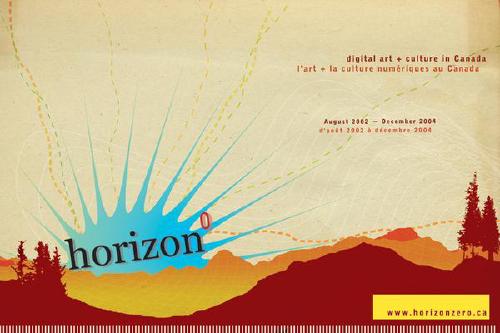 digital art + culture in Canada
l'art + la culture numériques au Canada
August 2002 – December 2004
d'août 2002 à décembre 2004
horizon0
www.horizonzero.ca